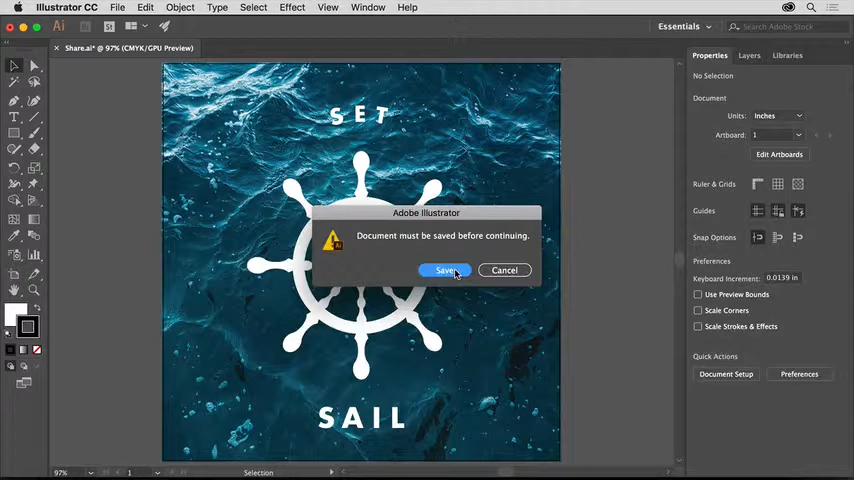 Illustrator CC File Edit Object Type Select Effect View Window Help
Ai Br St Essentials Search Adobe Stock
× Share.ai* @ 97% (CMYK/GPU Preview)
Properties Layers Libraries
No Selection
Document
Units: Inches
Artboard: 1
Edit Artboards
Ruler & Grids
Guides
Snap Options
Preferences
Keyboard Increment: 0.0139 in
Use Preview Bounds
Scale Corners
Scale Strokes & Effects
Quick Actions
Document Setup Preferences
SET
Adobe Illustrator
Document must be saved before continuing.
Save Cancel
SAIL
97% 1 Selection